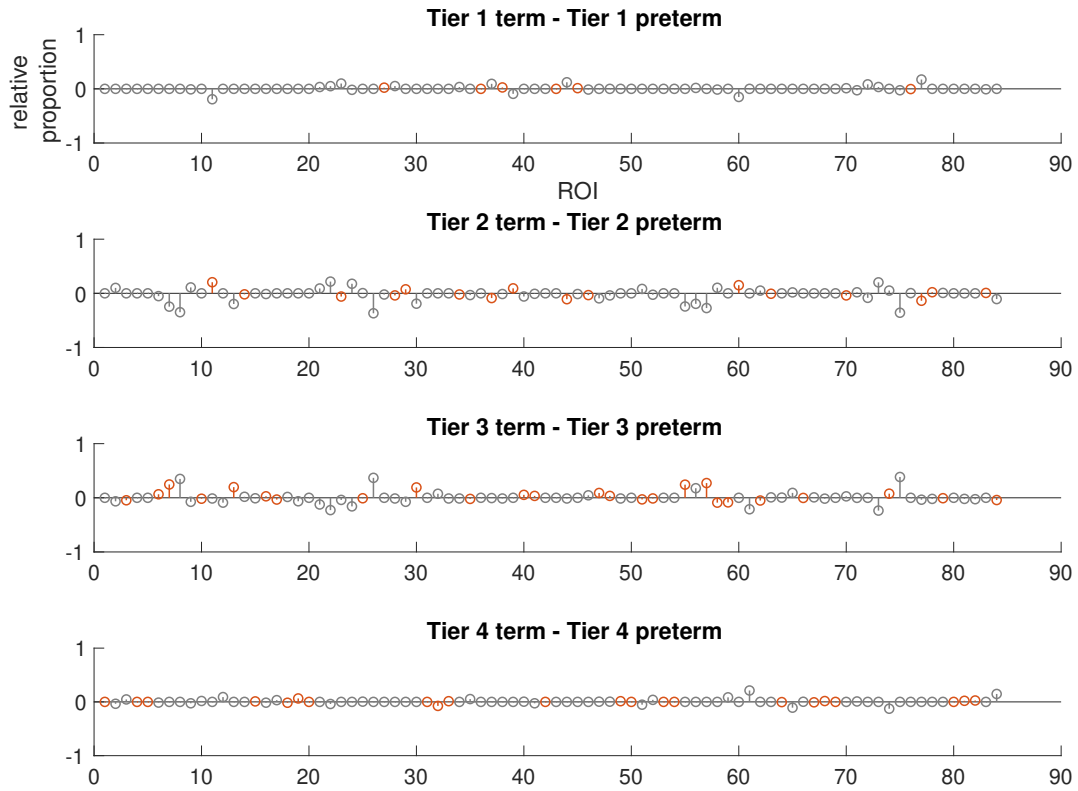 Tier 1 term - Tier 1 preterm
relative
proportion
1
0
-1
0 10 20 30 40 50 60 70 80 90
ROI
Tier 2 term - Tier 2 preterm
1
0
-1
0 10 20 30 40 50 60 70 80 90
Tier 3 term - Tier 3 preterm
1
0
-1
0 10 20 30 40 50 60 70 80 90
Tier 4 term - Tier 4 preterm
1
0
-1
0 10 20 30 40 50 60 70 80 90